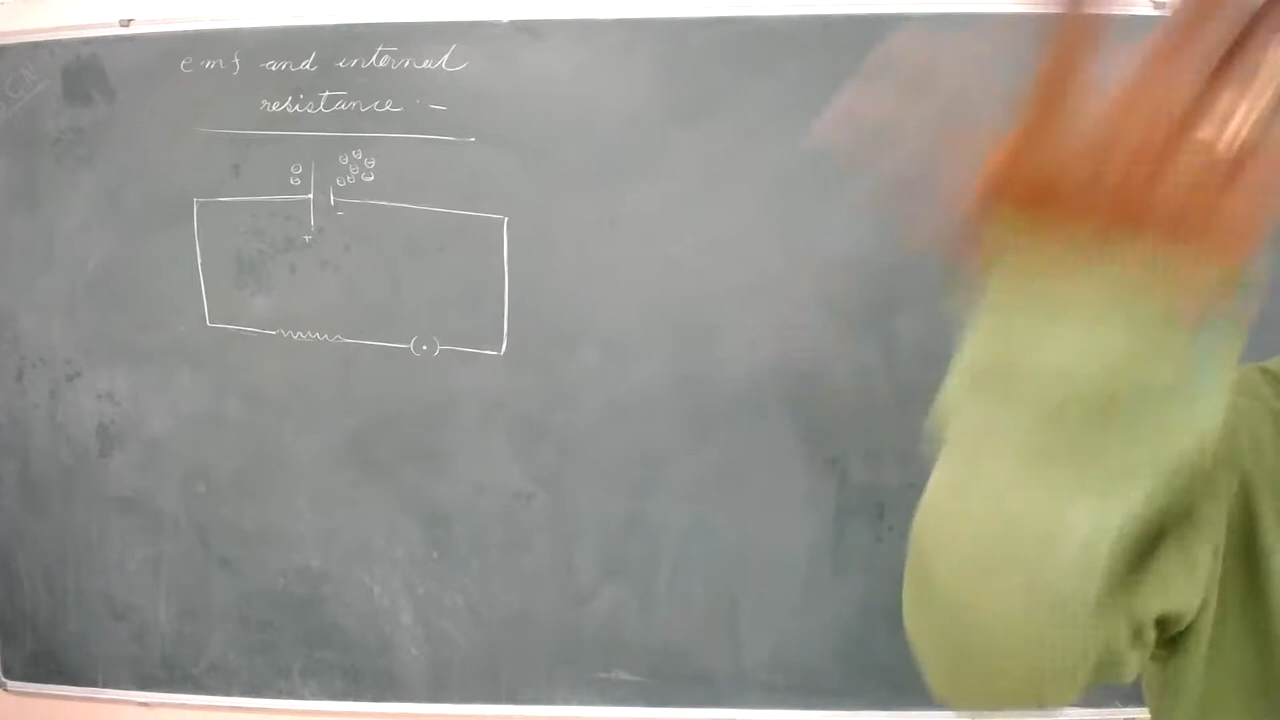 emf and internal
resistance :-
+
-